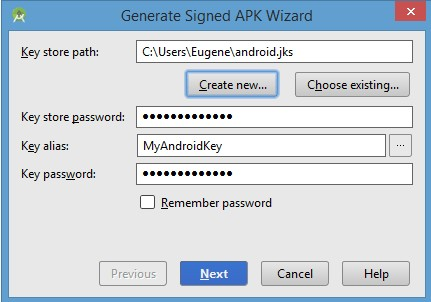 Generate Signed APK Wizard
Key store path: C:\Users\Eugene\android.jks
Create new... Choose existing...
Key store password: •••••••••••••
Key alias: MyAndroidKey ...
Key password: •••••••••••••
Remember password
Previous Next Cancel Help